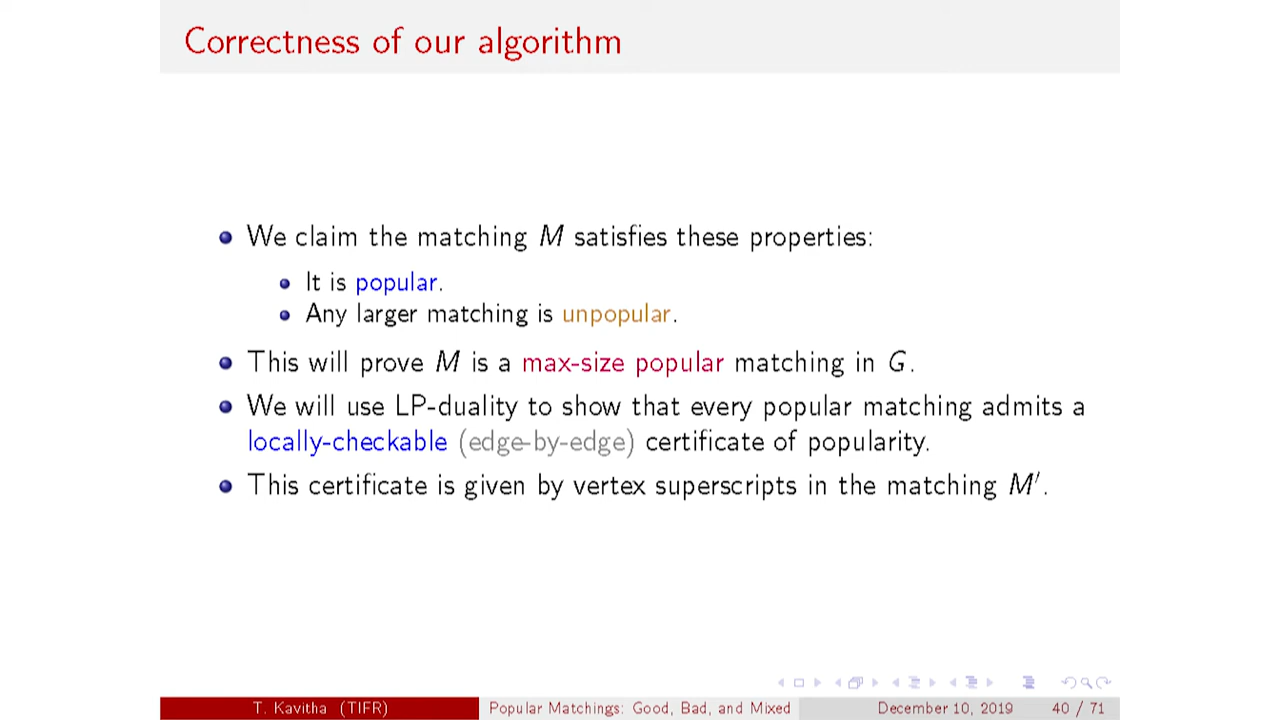 Correctness of our algorithm
We claim the matching M satisfies these properties:
It is popular.
Any larger matching is unpopular.
This will prove M is a max-size popular matching in G.
We will use LP-duality to show that every popular matching admits a
locally-checkable (edge-by-edge) certificate of popularity.
This certificate is given by vertex superscripts in the matching M′.
T. Kavitha (TIFR) Popular Matchings: Good, Bad, and Mixed December 10, 2019 40 / 71